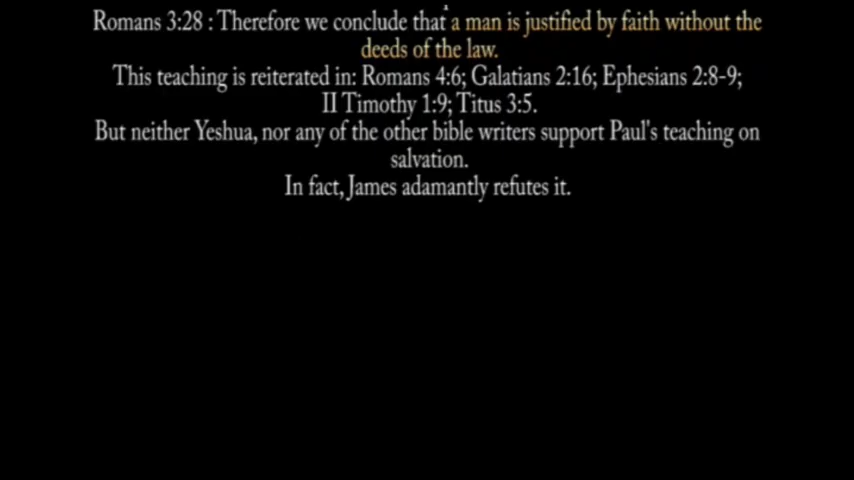 Romans 3:28 : Therefore we conclude that a man is justified by faith without the
deeds of the law.
This teaching is reiterated in: Romans 4:6; Galatians 2:16; Ephesians 2:8-9;
II Timothy 1:9; Titus 3:5.
But neither Yeshua, nor any of the other bible writers support Paul's teaching on
salvation.
In fact, James adamantly refutes it.